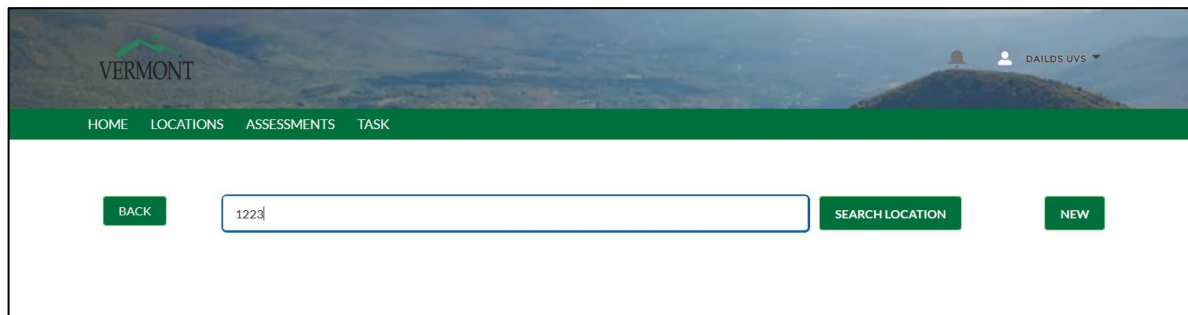 VERMONT
DAILDS UVS
HOME LOCATIONS ASSESSMENTS TASK
BACK 1223 SEARCH LOCATION NEW